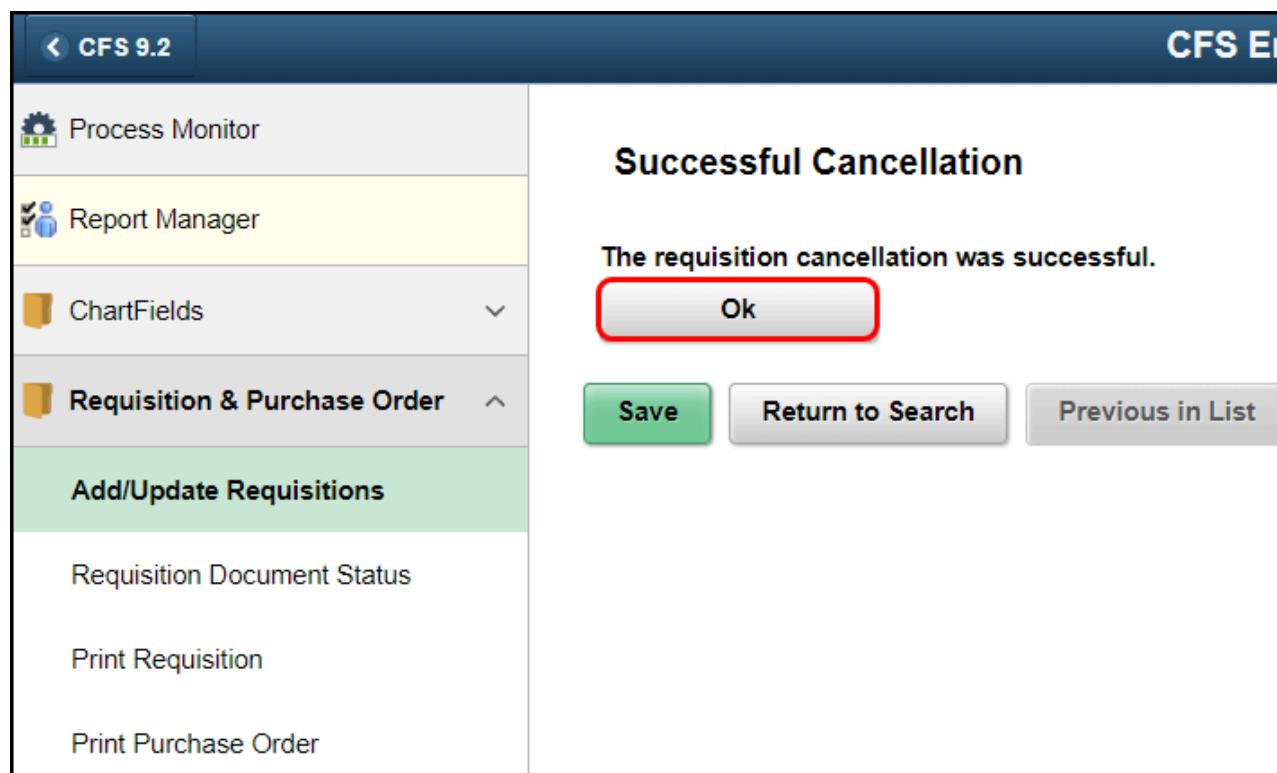 CFS 9.2
CFS
Process Monitor
Report Manager
ChartFields
Requisition & Purchase Order
Add/Update Requisitions
Requisition Document Status
Print Requisition
Print Purchase Order
Successful Cancellation
The requisition cancellation was successful.
Ok
Save
Return to Search
Previous in List